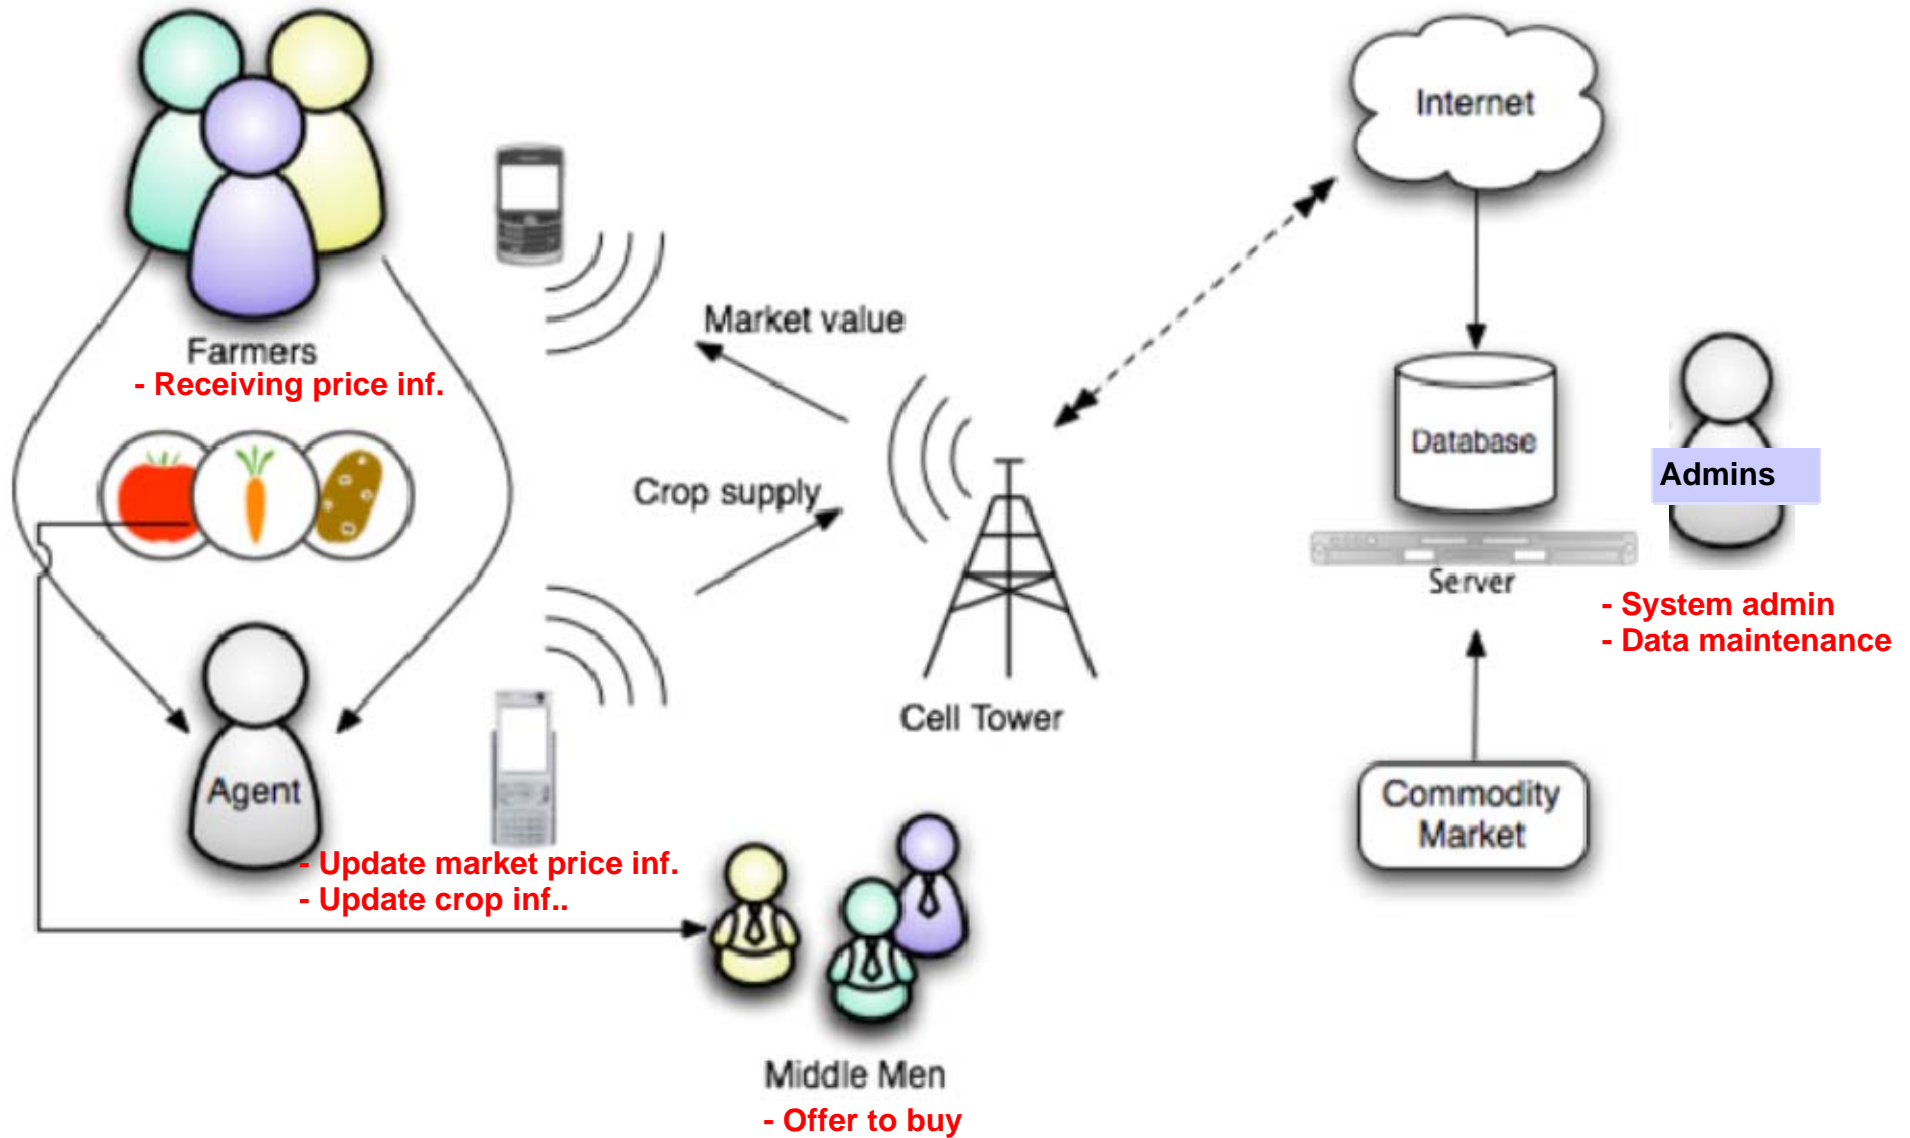 Farmers
- Receiving price inf.
Market value
Crop supply
Cell Tower
Internet
Database
Server
Admins
- System admin
- Data maintenance
Commodity
Market
Agent
- Update market price inf.
- Update crop inf..
Middle Men
- Offer to buy